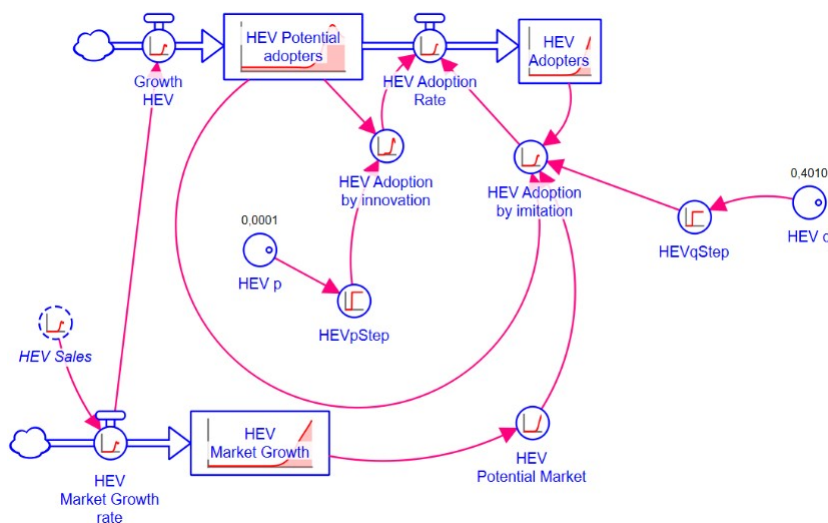 HEV Potential
adopters
HEV
Adopters
Growth
HEV
HEV Adoption
Rate
HEV Adoption
by innovation
HEV Adoption
by imitation
0,4010
0,0001
HEV p
HEVqStep
HEV q
HEVpStep
HEV Sales
HEV
Market Growth
HEV
Potential Market
HEV
Market Growth
rate